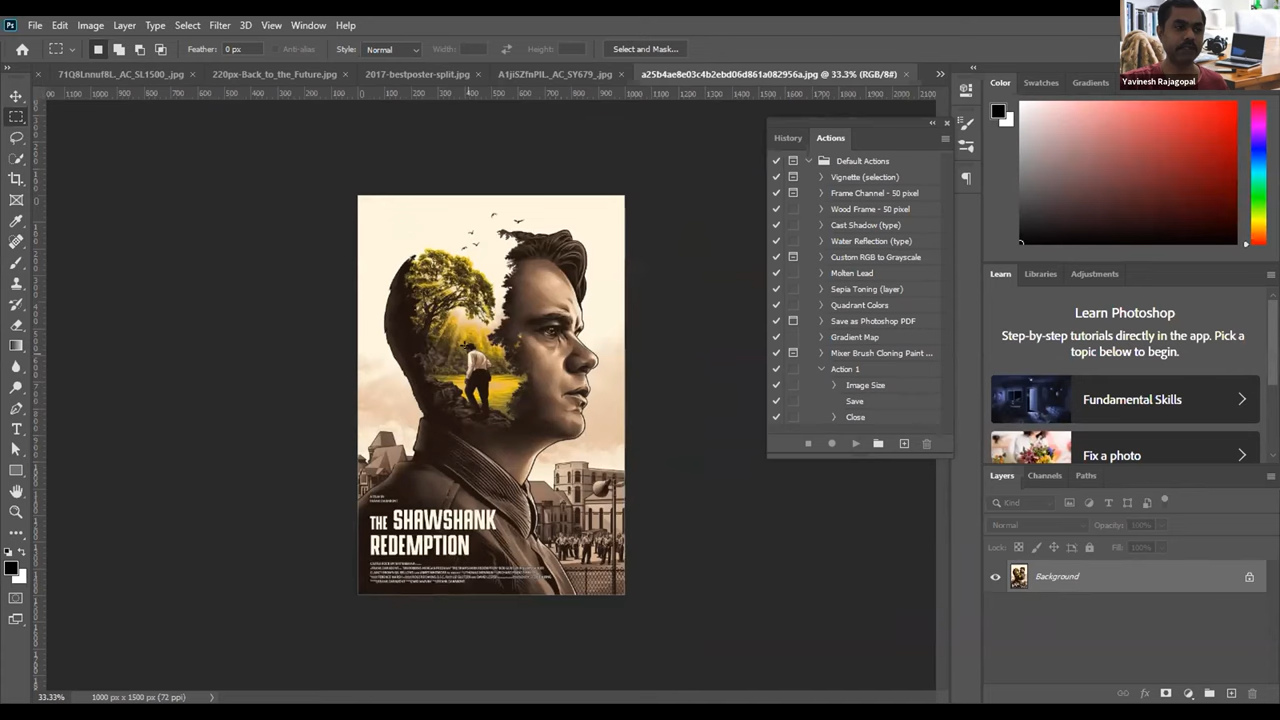 Ps File Edit Image Layer Type Select Filter 3D View Window Help
Feather: 0 px Anti-alias Style: Normal Width: Height: Select and Mask...
Yavinesh Rajagopal
71Q8Lnnuf8L._AC_SL1500_.jpg × 220px-Back_to_the_Future.jpg × 2017-bestposter-split.jpg × A1jiSZfnPIL._AC_SY679_.jpg × a25b4ae8e03c4b2ebd06d861a082956a.jpg @ 33.3% (RGB/8#) ×
Color Swatches Gradients
History Actions
Default Actions
Vignette (selection)
Frame Channel - 50 pixel
Wood Frame - 50 pixel
Cast Shadow (type)
Water Reflection (type)
Custom RGB to Grayscale
Molten Lead
Sepia Toning (layer)
Quadrant Colors
Save as Photoshop PDF
Gradient Map
Mixer Brush Cloning Paint ...
Action 1
Image Size
Save
Close
Learn Libraries Adjustments
Learn Photoshop
Step-by-step tutorials directly in the app. Pick a
topic below to begin.
Fundamental Skills
Fix a photo
Layers Channels Paths
Kind
Normal Opacity: 100%
Lock: Fill: 100%
Background
THE SHAWSHANK
REDEMPTION
33.33% 1000 px x 1500 px (72 ppi)